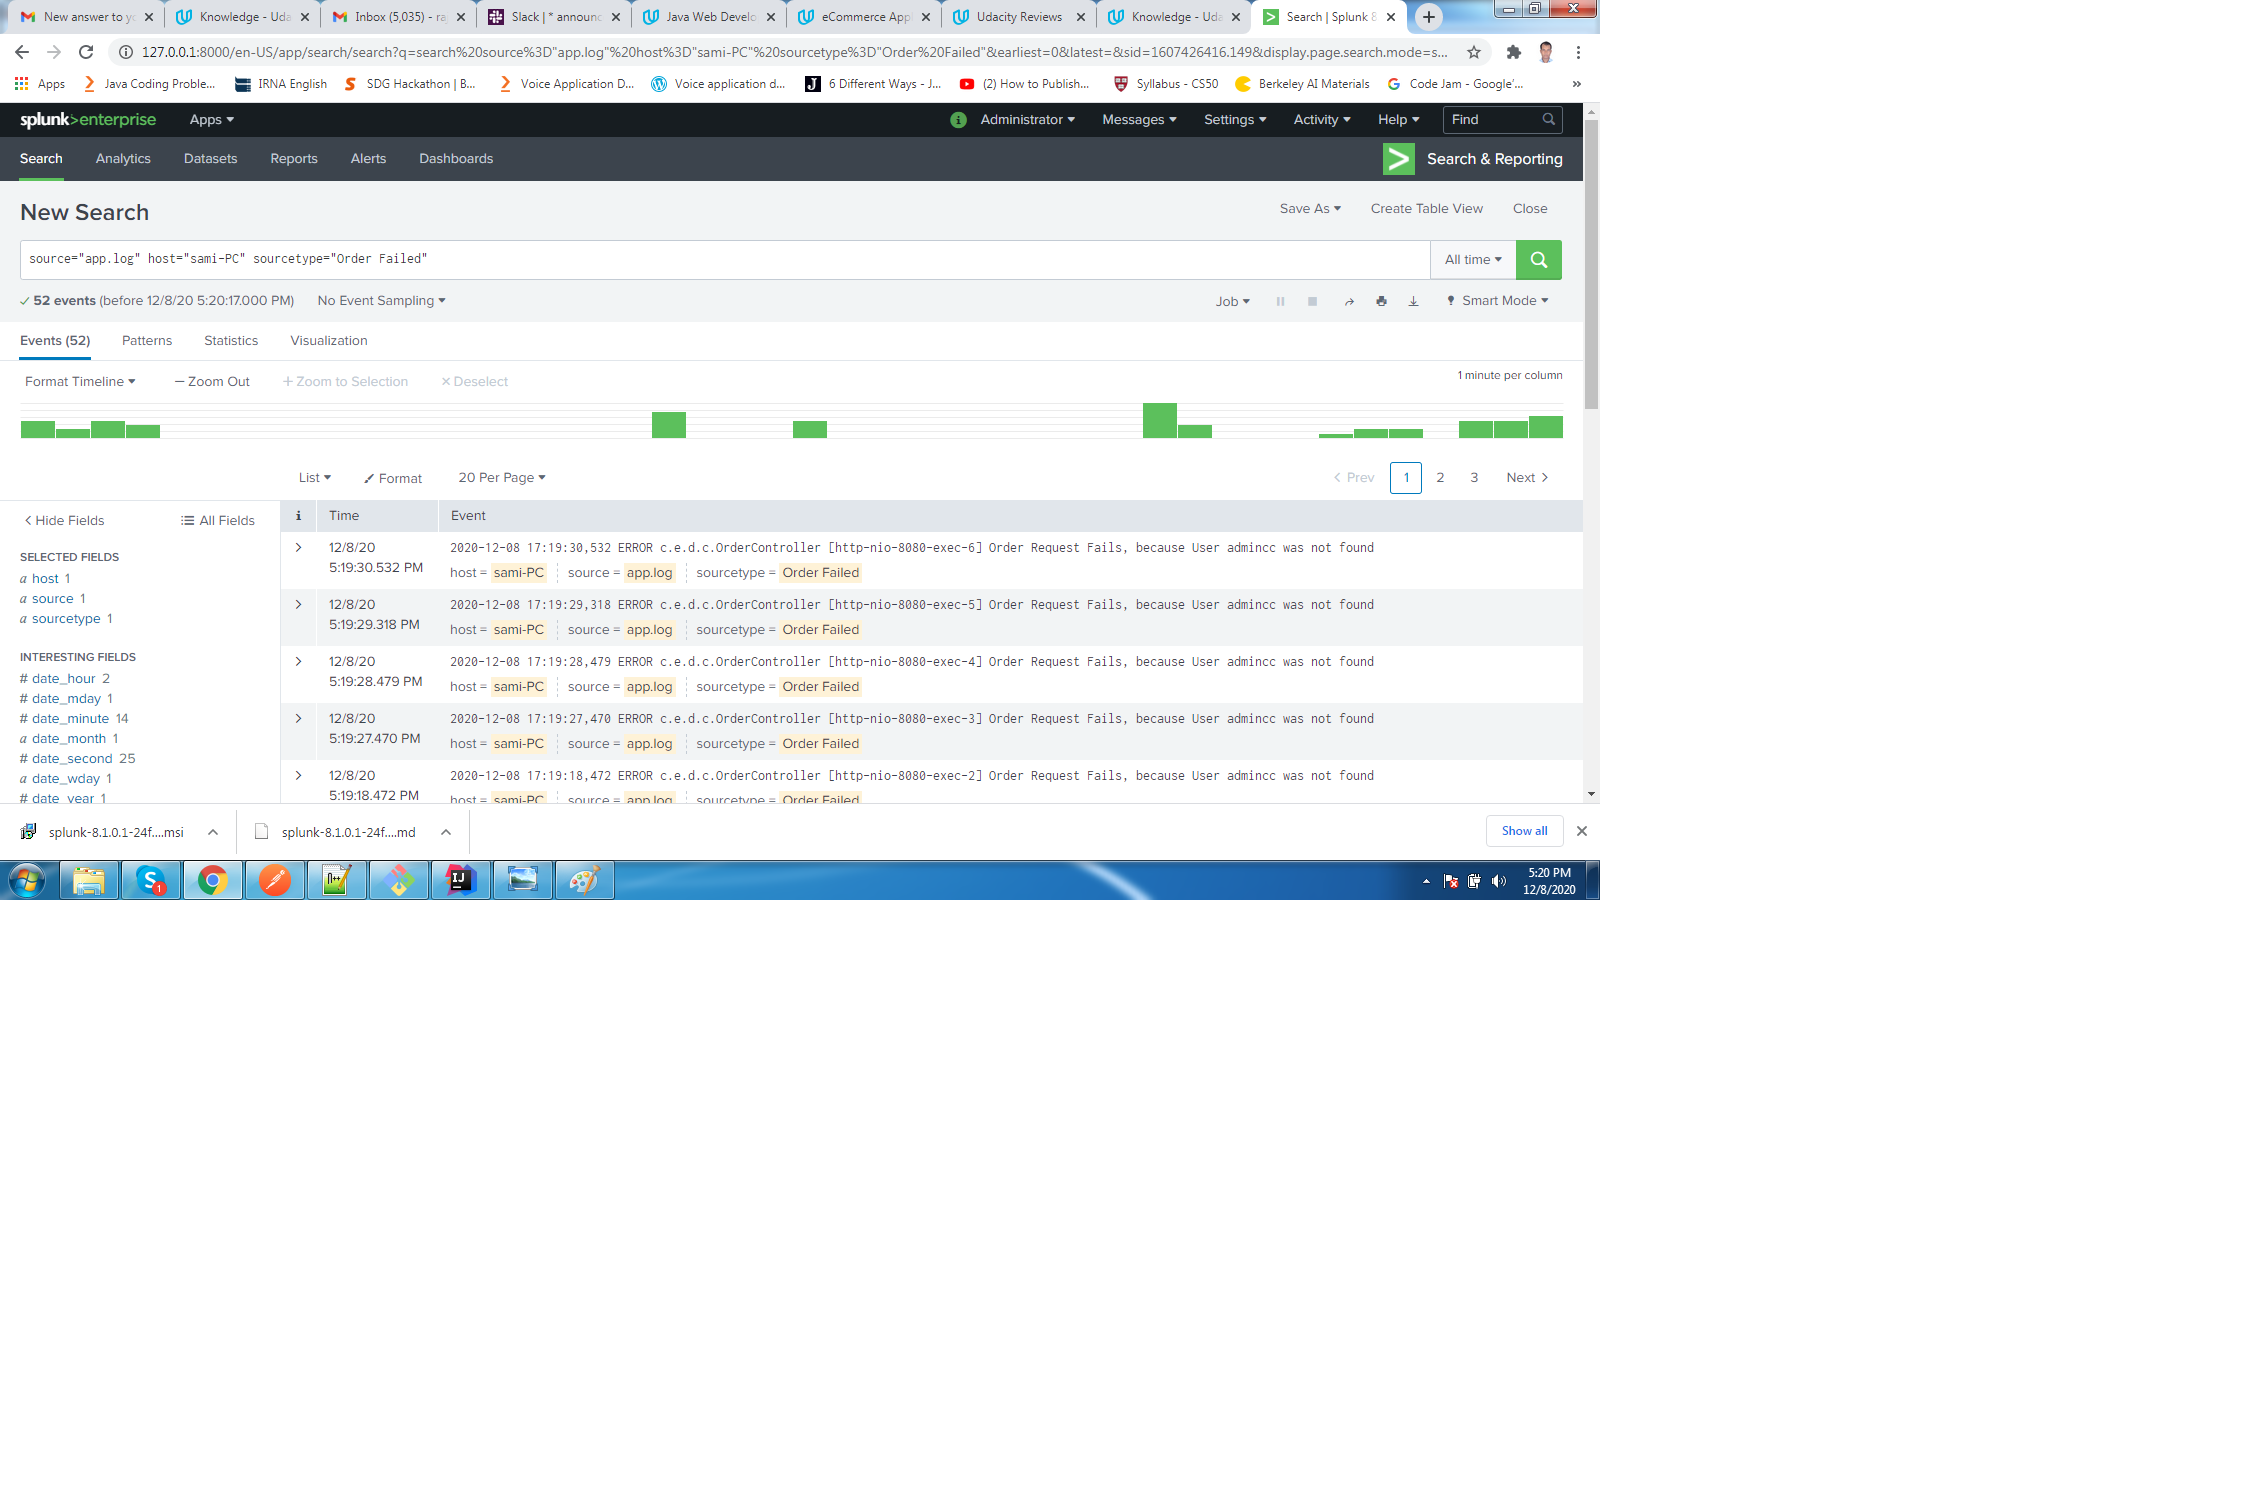 New answer to yo
Knowledge - Uda
Inbox (5,035) - ra
Slack | * announc
Java Web Develo
eCommerce Appl
Udacity Reviews
Knowledge - Uda
Search | Splunk 8
127.0.0.1:8000/en-US/app/search/search?q=search%20source%3D"app.log"%20host%3D"sami-PC"%20sourcetype%3D"Order%20Failed"&earliest=0&latest=&sid=1607426416.149&display.page.search.mode=s...
Apps
Java Coding Proble...
IRNA English
SDG Hackathon | B...
Voice Application D...
Voice application d...
6 Different Ways - J...
(2) How to Publish...
Syllabus - CS50
Berkeley AI Materials
Code Jam - Google'...
»
splunk>enterprise Apps
Administrator Messages Settings Activity Help Find
Search Analytics Datasets Reports Alerts Dashboards
Search & Reporting
New Search
Save As Create Table View Close
source="app.log" host="sami-PC" sourcetype="Order Failed"
All time
52 events (before 12/8/20 5:20:17.000 PM) No Event Sampling
Job Smart Mode
Events (52) Patterns Statistics Visualization
Format Timeline — Zoom Out + Zoom to Selection × Deselect
1 minute per column
List Format 20 Per Page
< Prev 1 2 3 Next >
< Hide Fields All Fields
i Time Event
SELECTED FIELDS
a host 1
a source 1
a sourcetype 1
INTERESTING FIELDS
# date_hour 2
# date_mday 1
# date_minute 14
a date_month 1
# date_second 25
a date_wday 1
# date_year 1
> 12/8/20
5:19:30.532 PM
2020-12-08 17:19:30,532 ERROR c.e.d.c.OrderController [http-nio-8080-exec-6] Order Request Fails, because User admincc was not found
host = sami-PC source = app.log sourcetype = Order Failed
> 12/8/20
5:19:29.318 PM
2020-12-08 17:19:29,318 ERROR c.e.d.c.OrderController [http-nio-8080-exec-5] Order Request Fails, because User admincc was not found
host = sami-PC source = app.log sourcetype = Order Failed
> 12/8/20
5:19:28.479 PM
2020-12-08 17:19:28,479 ERROR c.e.d.c.OrderController [http-nio-8080-exec-4] Order Request Fails, because User admincc was not found
host = sami-PC source = app.log sourcetype = Order Failed
> 12/8/20
5:19:27.470 PM
2020-12-08 17:19:27,470 ERROR c.e.d.c.OrderController [http-nio-8080-exec-3] Order Request Fails, because User admincc was not found
host = sami-PC source = app.log sourcetype = Order Failed
> 12/8/20
5:19:18.472 PM
2020-12-08 17:19:18,472 ERROR c.e.d.c.OrderController [http-nio-8080-exec-2] Order Request Fails, because User admincc was not found
host = sami-PC source = app.log sourcetype = Order Failed
splunk-8.1.0.1-24f....msi
splunk-8.1.0.1-24f....md
Show all
5:20 PM
12/8/2020